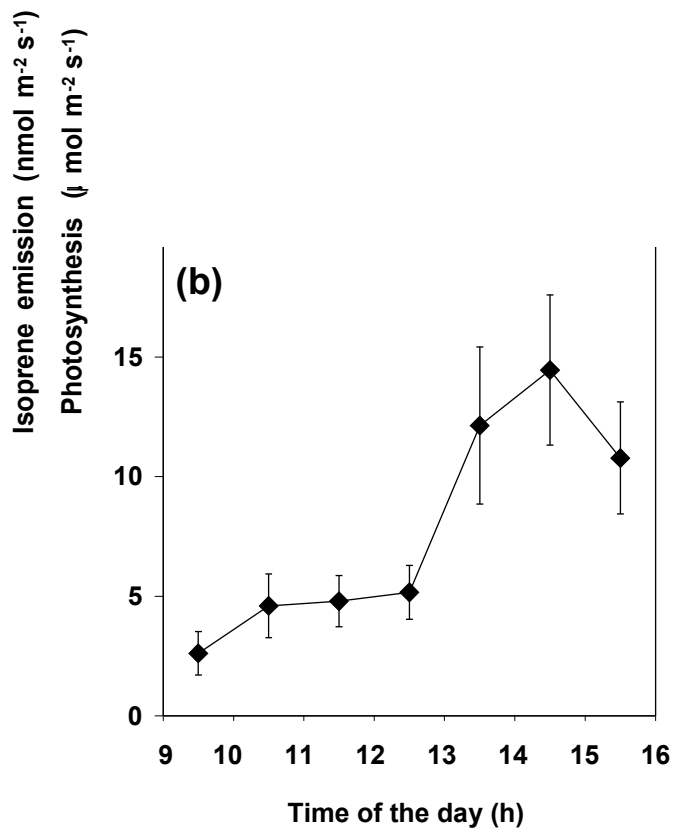 Isoprene emission (nmol m-2 s-1)
Photosynthesis (μ mol m-2 s-1)
(b)
15
10
5
0
9 10 11 12 13 14 15 16
Time of the day (h)